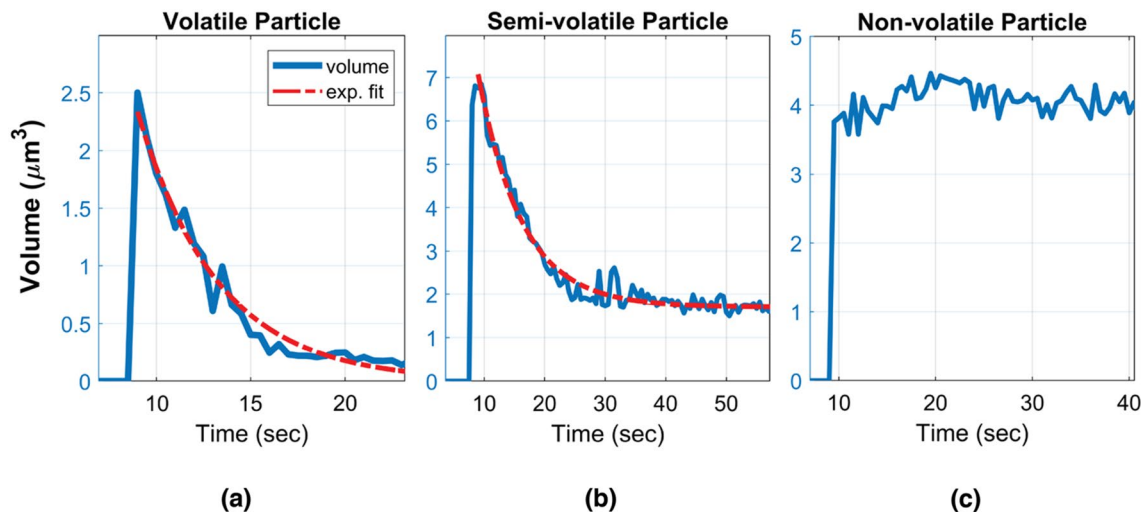 Volatile Particle
Semi-volatile Particle
Non-volatile Particle
Volume (μm³)
2.5
2
1.5
1
0.5
0
volume
exp. fit
10 15 20
Time (sec)
7
6
5
4
3
2
1
0
10 20 30 40 50
Time (sec)
5
4
3
2
1
0
10 20 30 40
Time (sec)
(a)
(b)
(c)